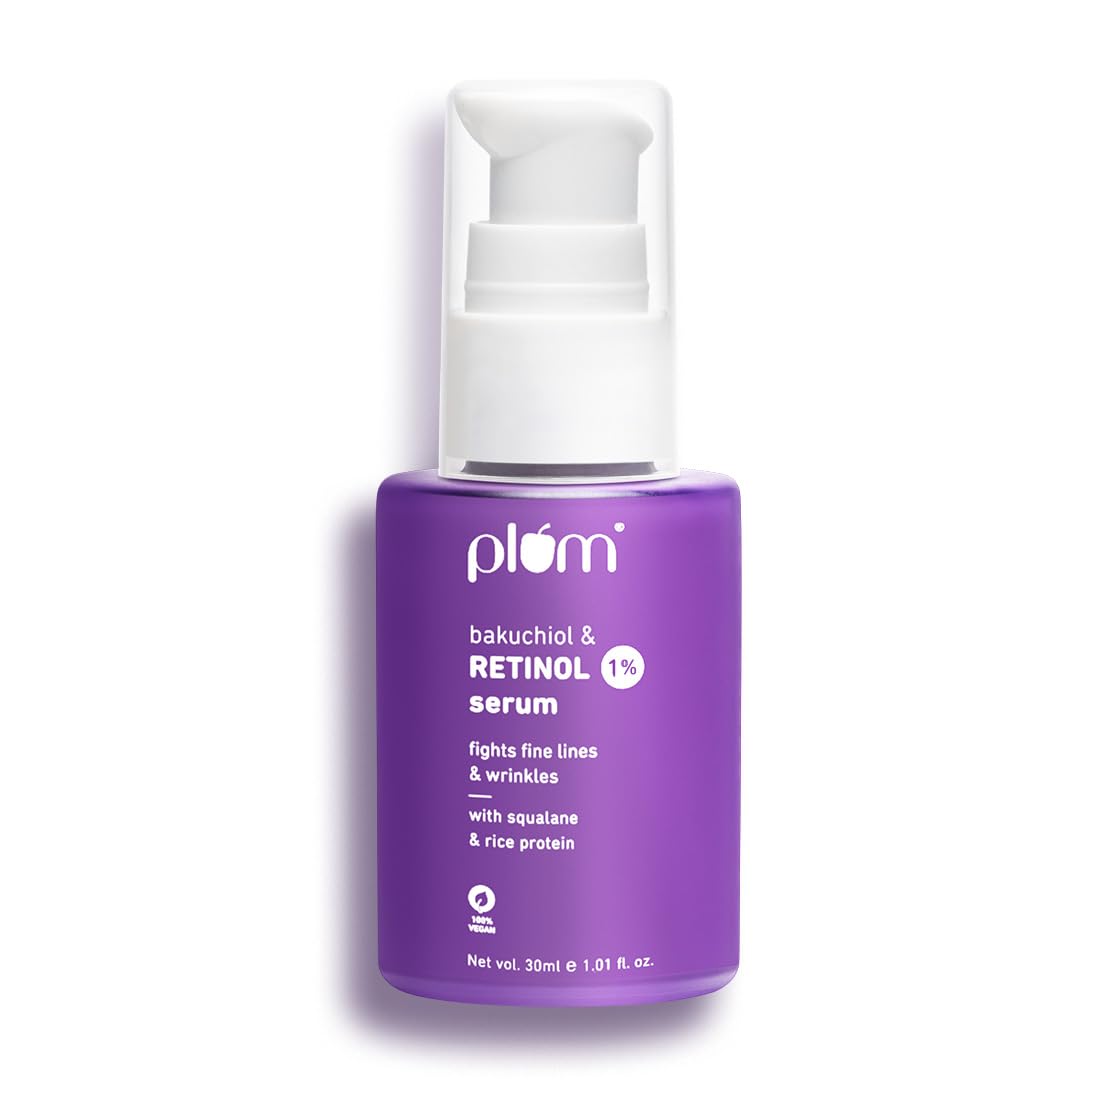 plum®
bakuchiol &
RETINOL 1%
serum
fights fine lines
& wrinkles
with squalane
& rice protein
100%
VEGAN
Net vol. 30ml e 1.01 fl. oz.